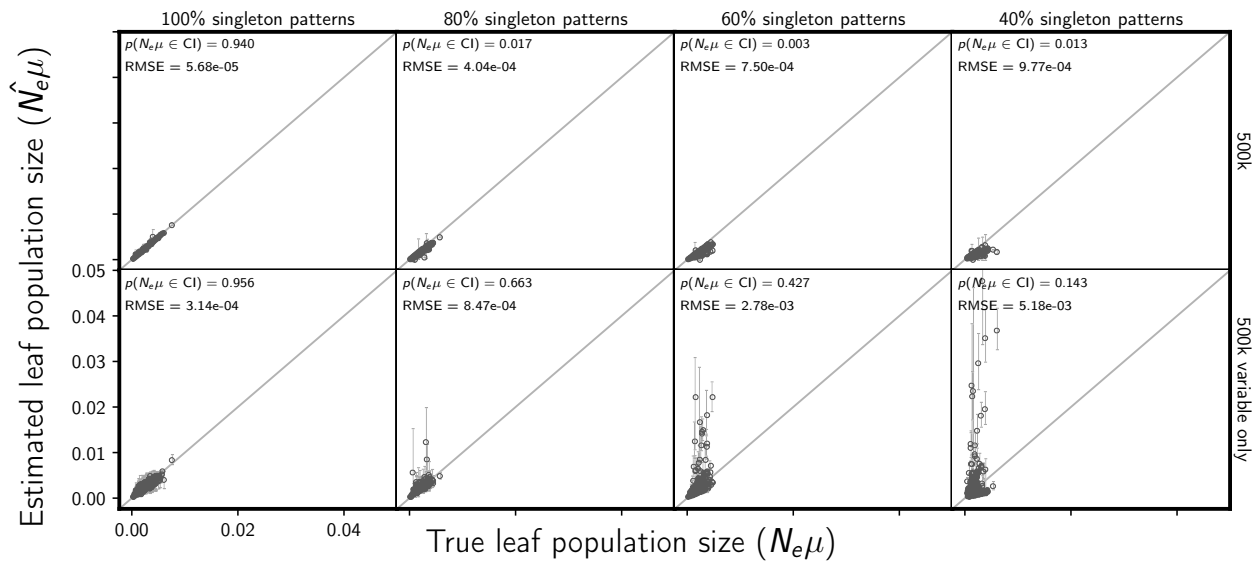 100% singleton patterns
80% singleton patterns
60% singleton patterns
40% singleton patterns
p(Nₑμ ∈ CI) = 0.940
RMSE = 5.68e-05
p(Nₑμ ∈ CI) = 0.017
RMSE = 4.04e-04
p(Nₑμ ∈ CI) = 0.003
RMSE = 7.50e-04
p(Nₑμ ∈ CI) = 0.013
RMSE = 9.77e-04
500k
p(Nₑμ ∈ CI) = 0.956
RMSE = 3.14e-04
p(Nₑμ ∈ CI) = 0.663
RMSE = 8.47e-04
p(Nₑμ ∈ CI) = 0.427
RMSE = 2.78e-03
p(Nₑμ ∈ CI) = 0.143
RMSE = 5.18e-03
500k variable only
Estimated leaf population size (N̂ₑμ)
0.05
0.04
0.03
0.02
0.01
0.00
0.00
0.02
0.04
True leaf population size (Nₑμ)